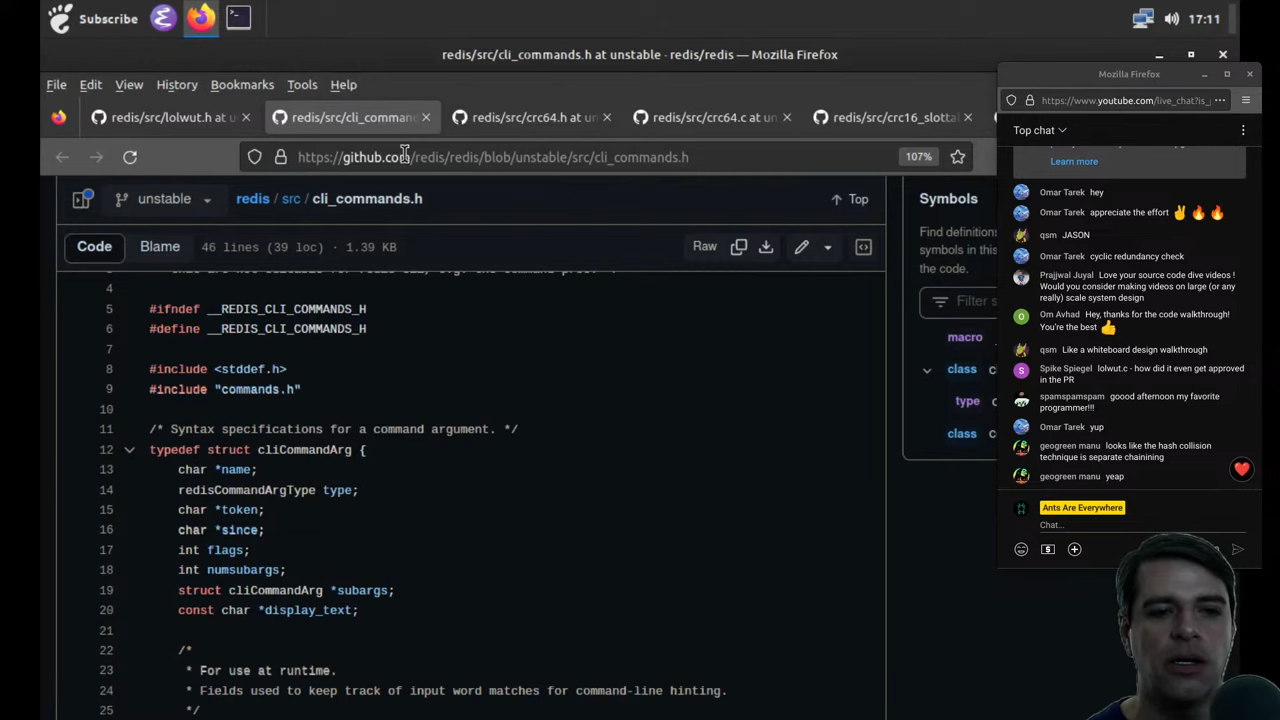 Subscribe
17:11
redis/src/cli_commands.h at unstable · redis/redis — Mozilla Firefox
File Edit View History Bookmarks Tools Help
redis/src/lolwut.h at u
redis/src/cli_comman
redis/src/crc64.h at un
redis/src/crc64.c at un
redis/src/crc16_slottal
https://github.com/redis/redis/blob/unstable/src/cli_commands.h
107%
unstable
redis / src / cli_commands.h
Top
Code Blame 46 lines (39 loc) · 1.39 KB
Raw
4
5 #ifndef __REDIS_CLI_COMMANDS_H
6 #define __REDIS_CLI_COMMANDS_H
7
8 #include <stddef.h>
9 #include "commands.h"
10
11 /* Syntax specifications for a command argument. */
12 typedef struct cliCommandArg {
13 char *name;
14 redisCommandArgType type;
15 char *token;
16 char *since;
17 int flags;
18 int numsubargs;
19 struct cliCommandArg *subargs;
20 const char *display_text;
21
22 /*
23 * For use at runtime.
24 * Fields used to keep track of input word matches for command-line hinting.
25 */
Symbols
Find definitions
symbols in this
the code.
Filter s
macro
class
type
class
Mozilla Firefox
https://www.youtube.com/live_chat?is_
Top chat
Learn more
Omar Tarek hey
Omar Tarek appreciate the effort ✌🔥🔥
qsm JASON
Omar Tarek cyclic redundancy check
Prajjwal Juyal Love your source code dive videos !
Would you consider making videos on large (or any
really) scale system design
Om Avhad Hey, thanks for the code walkthrough!
You're the best 👍
qsm Like a whiteboard design walkthrough
Spike Spiegel lolwut.c - how did it even get approved
in the PR
spamspamspam goood afternoon my favorite
programmer!!!
Omar Tarek yup
geogreen manu looks like the hash collision
technique is separate chainining
geogreen manu yeap
Ants Are Everywhere
Chat...